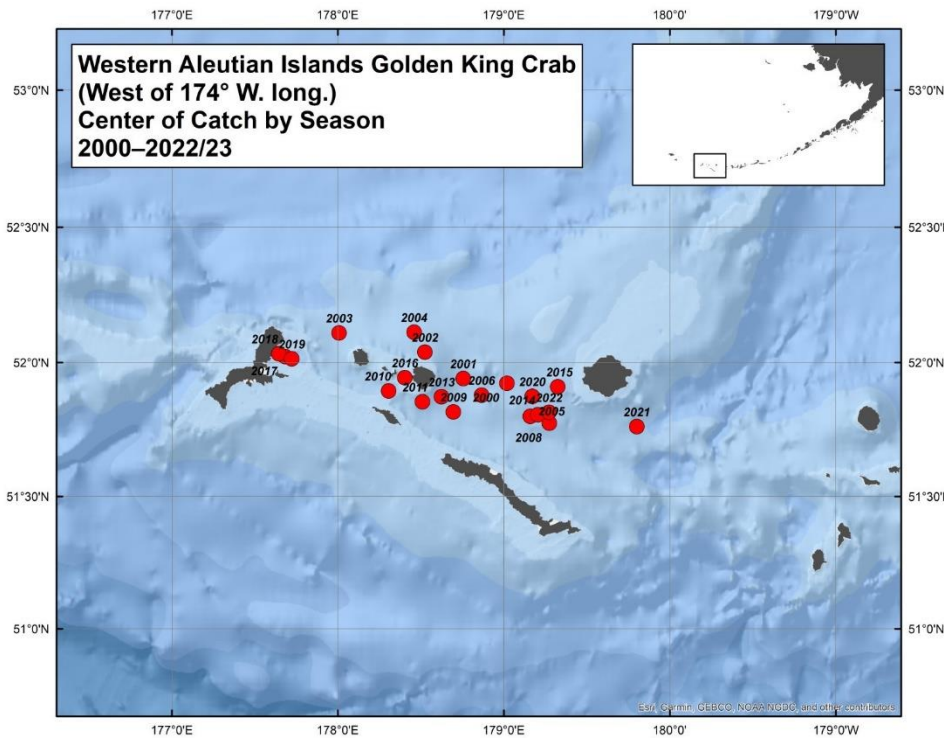 177°0'E 178°0'E 179°0'E 180°0' 179°0'W
Western Aleutian Islands Golden King Crab
(West of 174° W. long.)
Center of Catch by Season
2000–2022/23
53°0'N 53°0'N
52°30'N 52°30'N
2003 2004
2002
2018 2019
52°0'N 52°0'N
2017 2016 2001 2015
2010 2013 2006 2020
2011 2009 2000 2014 2022
2005 2021
2008
51°30'N 51°30'N
51°0'N 51°0'N
Esri, Garmin, GEBCO, NOAA NGDC, and other contributors
177°0'E 178°0'E 179°0'E 180°0' 179°0'W